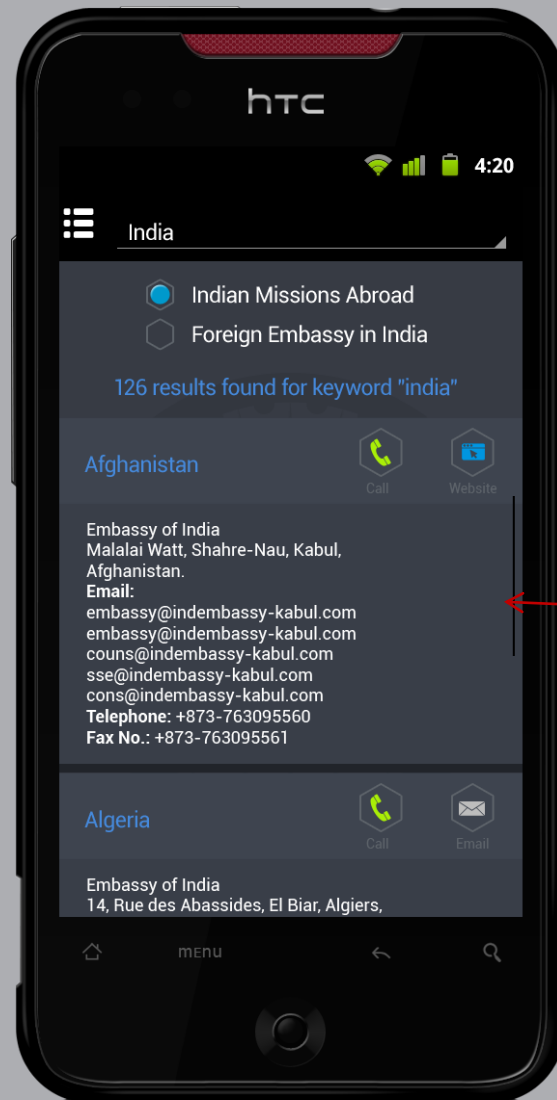 hTC
4:20
India
Indian Missions Abroad
Foreign Embassy in India
126 results found for keyword "india"
Afghanistan
Call
Website
Embassy of India
Malalai Watt, Shahre-Nau, Kabul,
Afghanistan.
Email:
embassy@indembassy-kabul.com
embassy@indembassy-kabul.com
couns@indembassy-kabul.com
sse@indembassy-kabul.com
cons@indembassy-kabul.com
Telephone: +873-763095560
Fax No.: +873-763095561
Algeria
Call
Email
Embassy of India
14, Rue des Abassides, El Biar, Algiers,
mENU